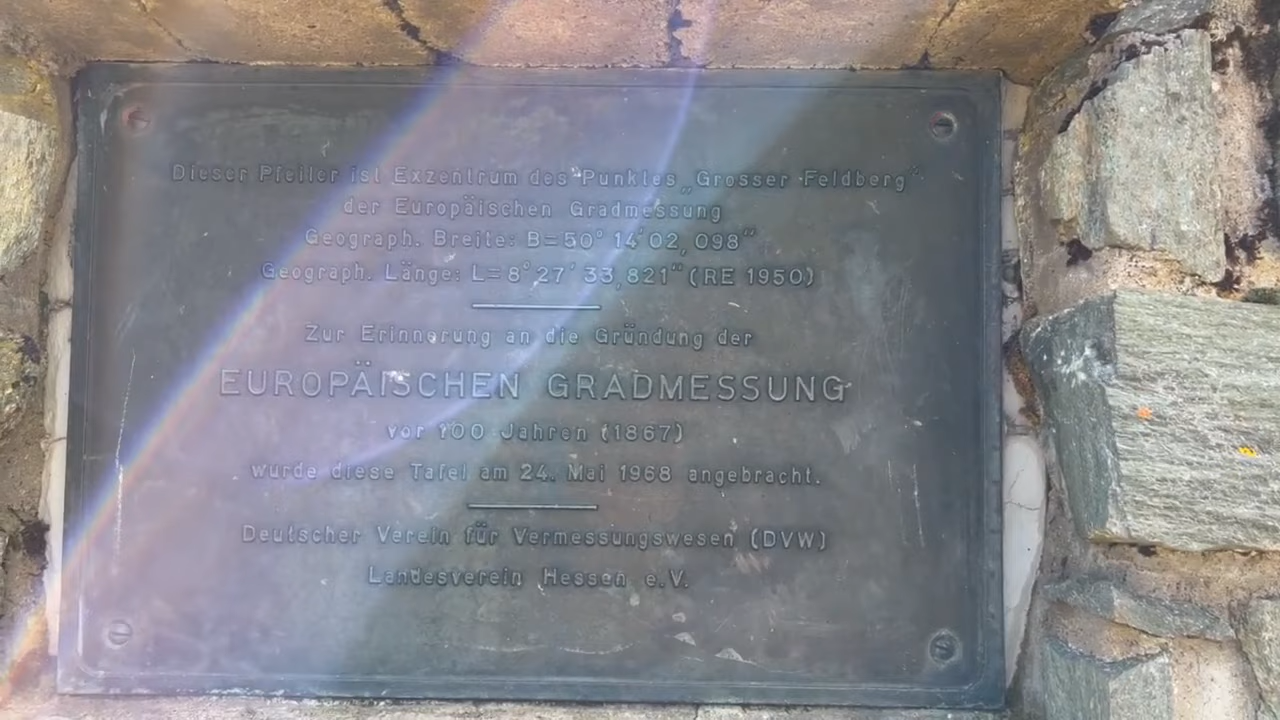 Dieser Pfeiler ist Exzentrum des Punktes „Grosser Feldberg“
der Europäischen Gradmessung
Geograph. Breite: B=50° 14' 02,098"
Geograph. Länge: L=8° 27' 33,821" (RE 1950)
Zur Erinnerung an die Gründung der
EUROPÄISCHEN GRADMESSUNG
vor 100 Jahren (1867)
wurde diese Tafel am 24. Mai 1968 angebracht.
Deutscher Verein für Vermessungswesen (DVW)
Landesverein Hessen e.V.